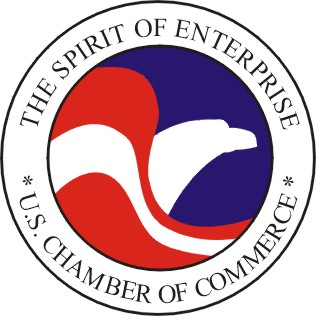 THE SPIRIT OF ENTERPRISE
* U.S. CHAMBER OF COMMERCE *